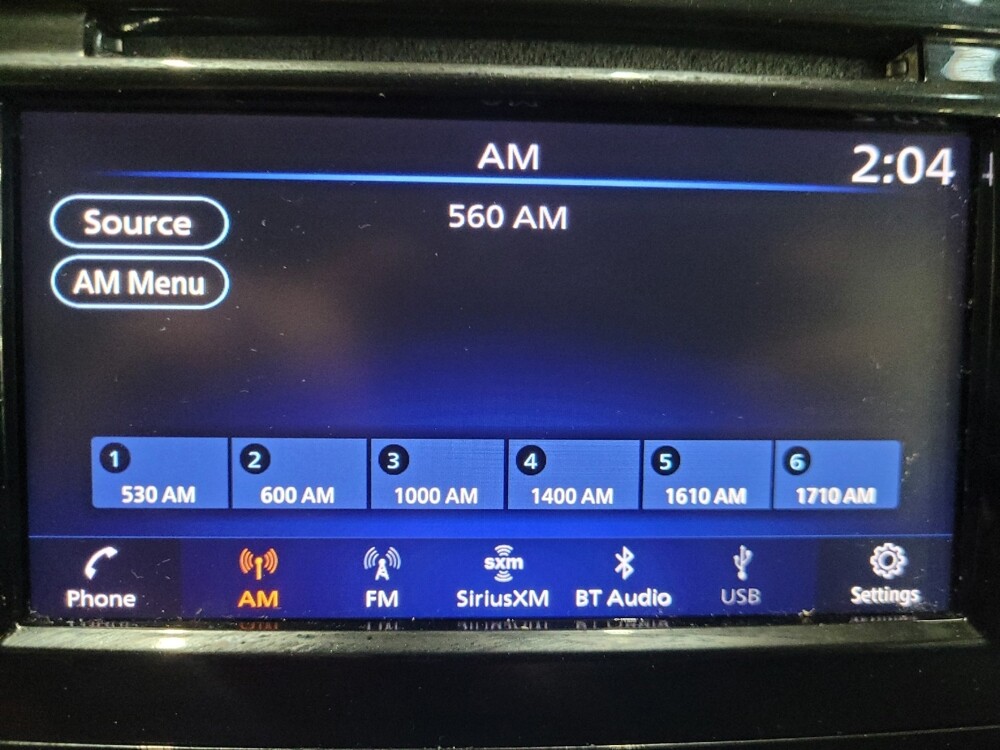 AM
2:04
Source
560 AM
AM Menu
1 2 3 4 5 6
530 AM 600 AM 1000 AM 1400 AM 1610 AM 1710 AM
sxm
Phone AM FM SiriusXM BT Audio USB Settings